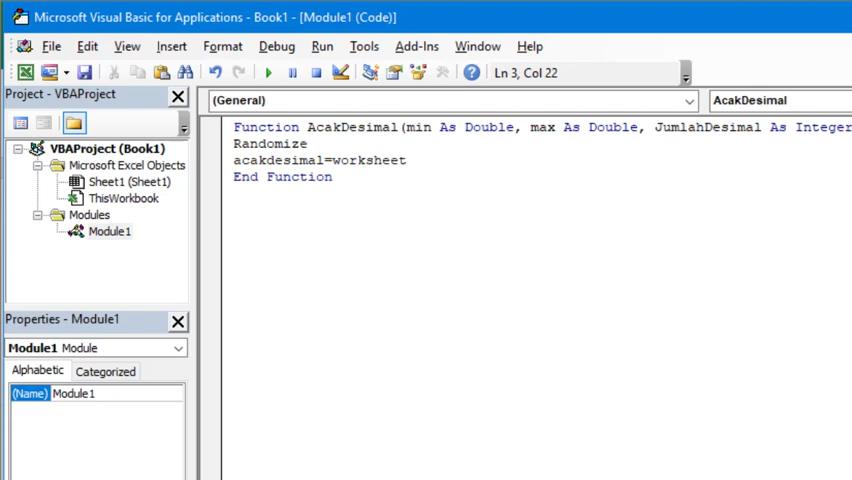 Microsoft Visual Basic for Applications - Book1 - [Module1 (Code)]
File Edit View Insert Format Debug Run Tools Add-Ins Window Help
Ln 3, Col 22
Project - VBAProject
(General)
AcakDesimal
VBAProject (Book1)
Microsoft Excel Objects
Sheet1 (Sheet1)
ThisWorkbook
Modules
Module1
Function AcakDesimal(min As Double, max As Double, JumlahDesimal As Integer
Randomize
acakdesimal=worksheet
End Function
Properties - Module1
Module1 Module
Alphabetic Categorized
(Name) Module1